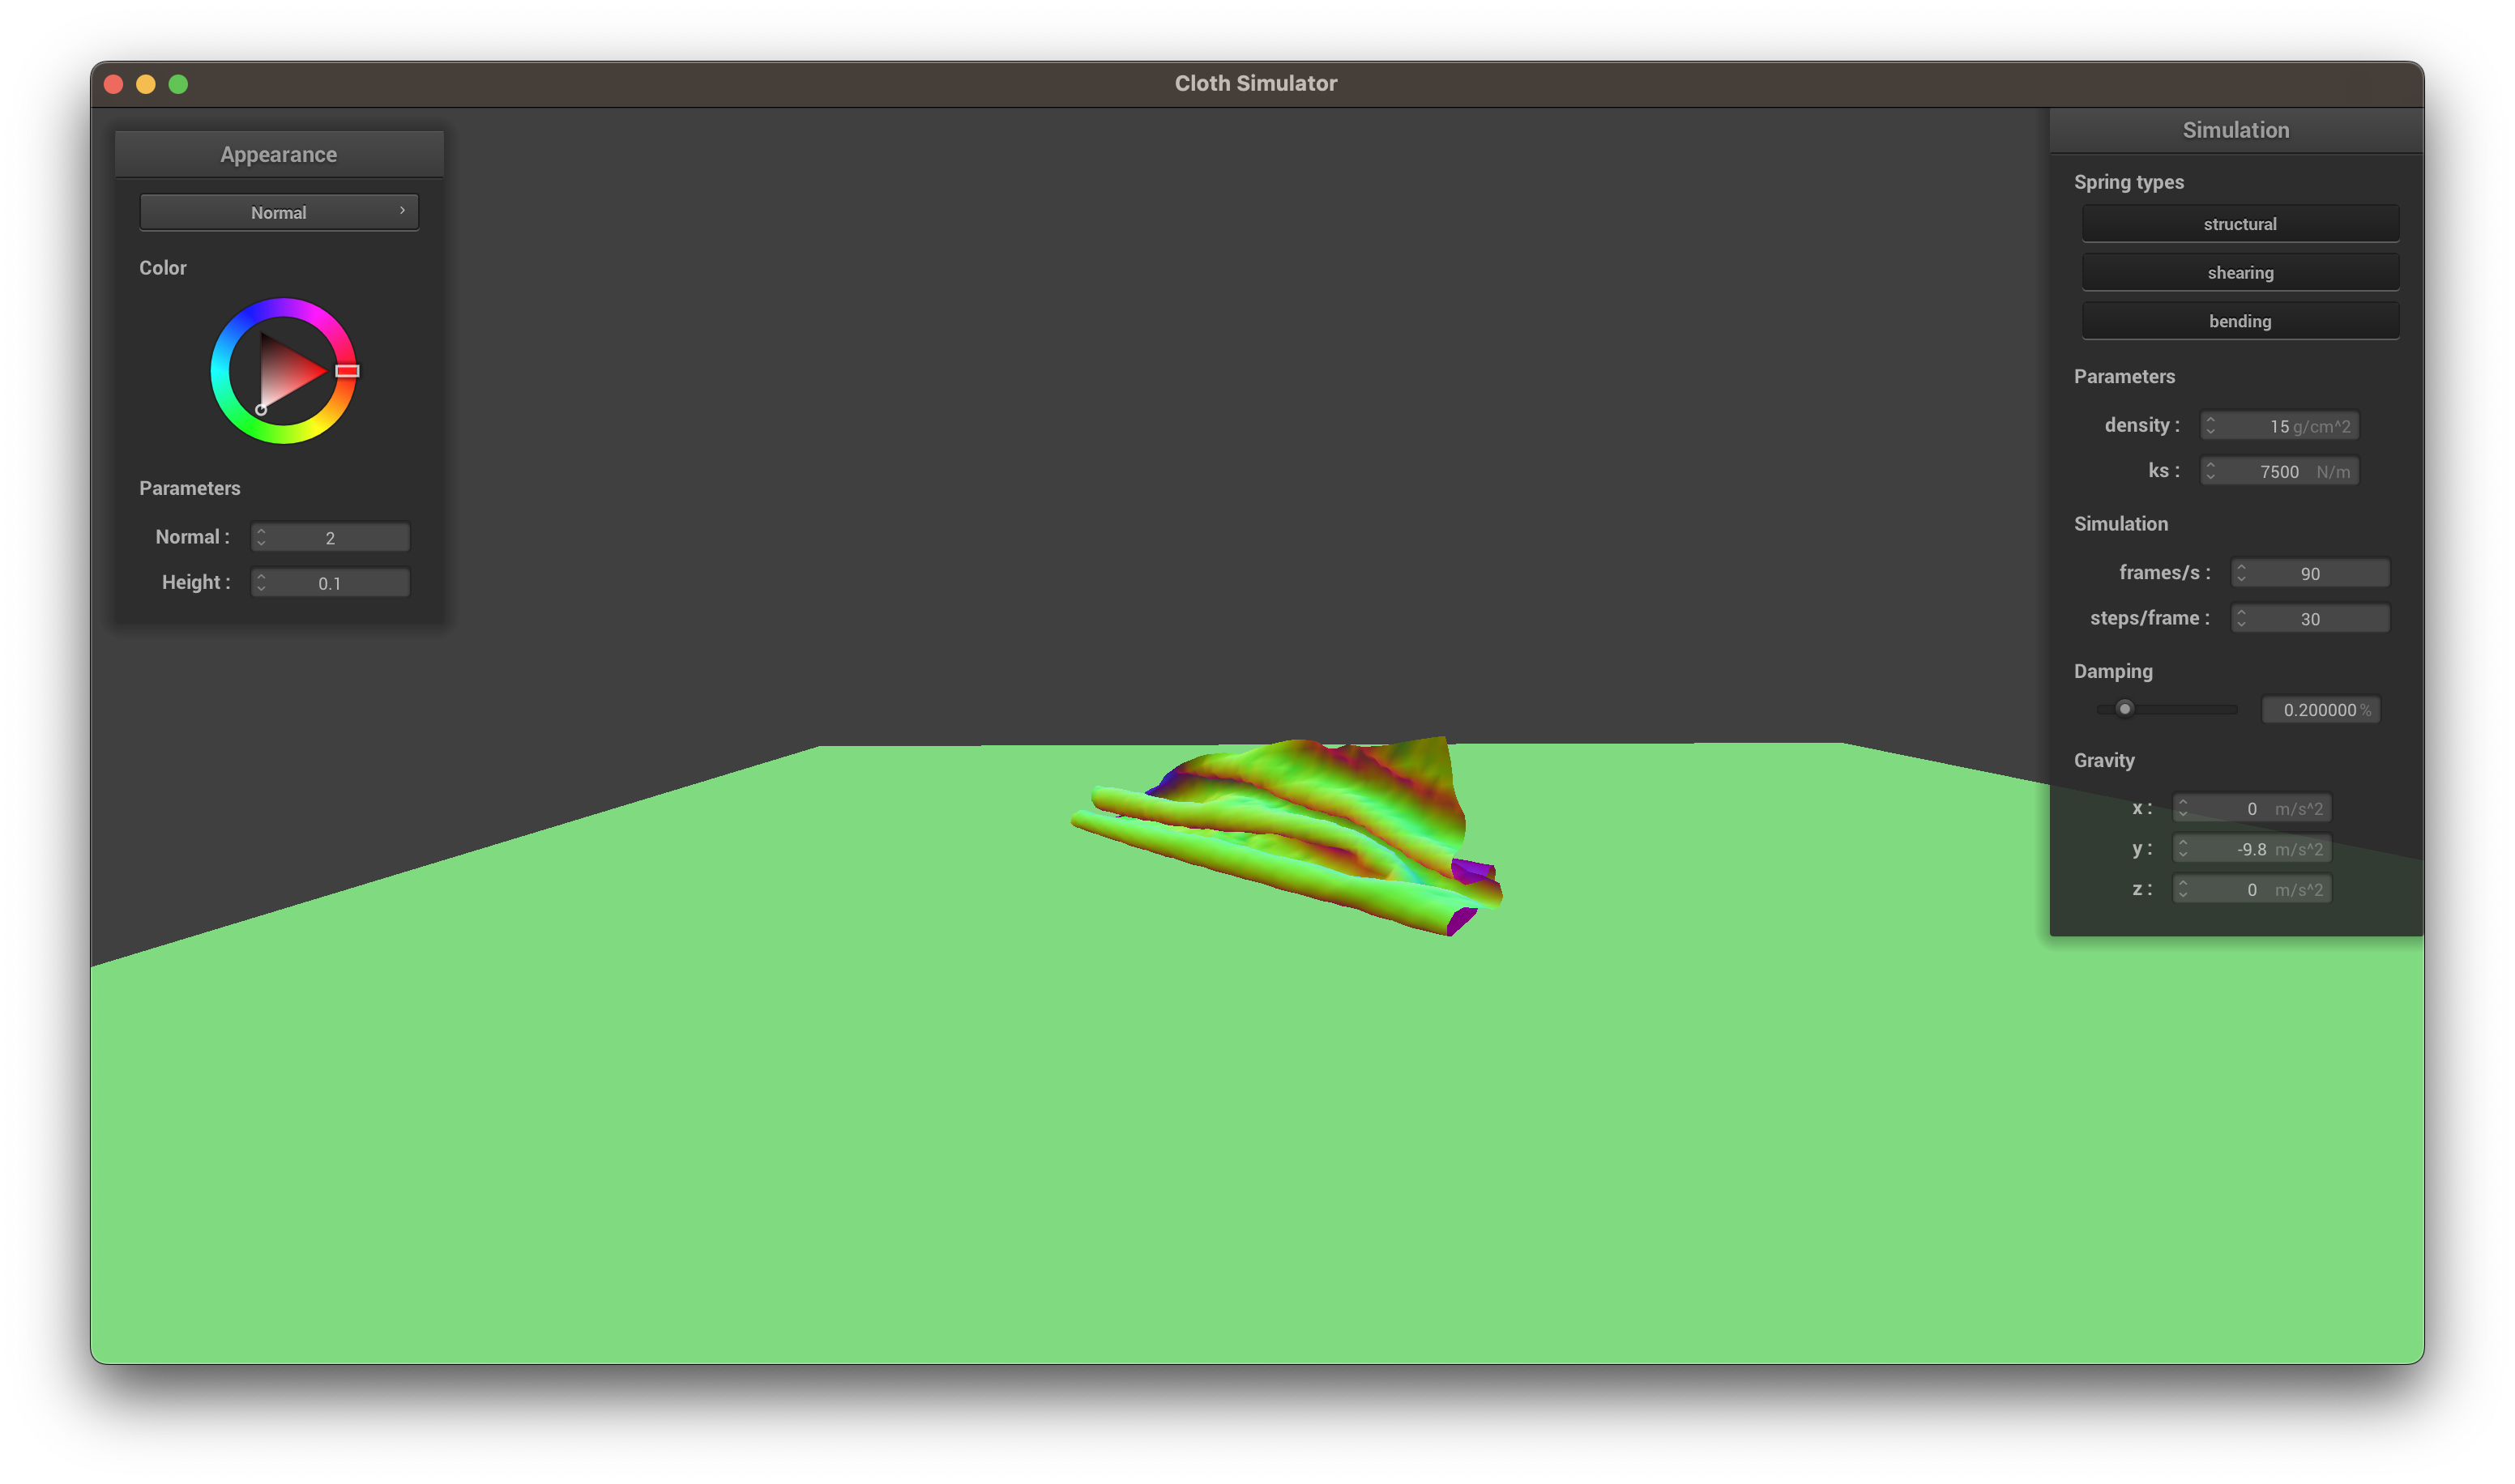 Cloth Simulator
Appearance
Normal
Color
Parameters
Normal : 2
Height : 0.1
Simulation
Spring types
structural
shearing
bending
Parameters
density : 15 g/cm^2
ks : 7500 N/m
Simulation
frames/s : 90
steps/frame : 30
Damping
0.200000 %
Gravity
x : 0 m/s^2
y : -9.8 m/s^2
z : 0 m/s^2